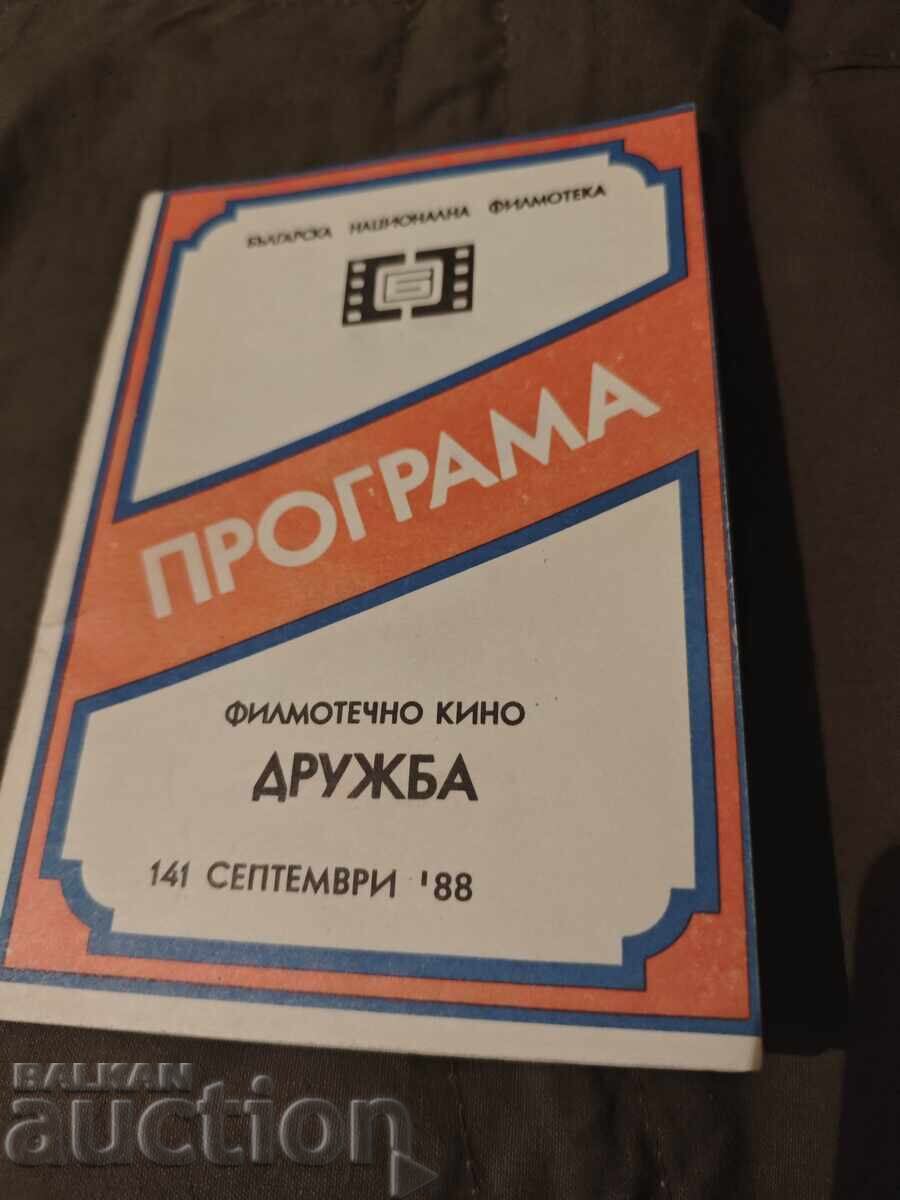 БЪЛГАРСКА НАЦИОНАЛНА ФИЛМОТЕКА
Б
ПРОГРАМА
ФИЛМОТЕЧНО КИНО
ДРУЖБА
141 СЕПТЕМВРИ '88
BALKAN
auction